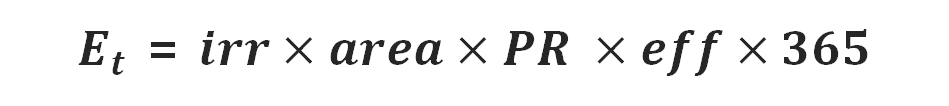 E_t = irr × area × PR × eff × 365